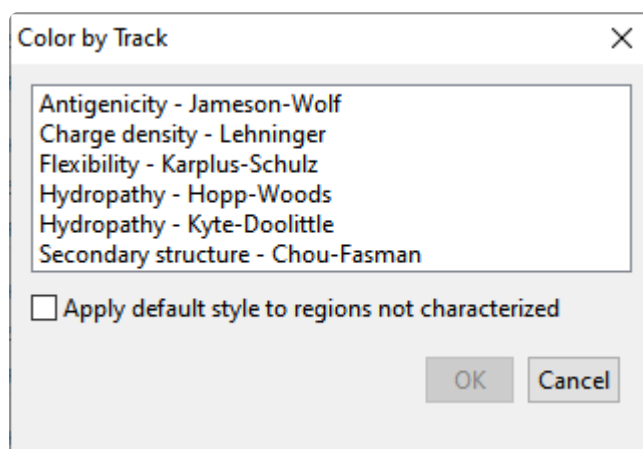 Color by Track
Antigenicity - Jameson-Wolf
Charge density - Lehninger
Flexibility - Karplus-Schulz
Hydropathy - Hopp-Woods
Hydropathy - Kyte-Doolittle
Secondary structure - Chou-Fasman
Apply default style to regions not characterized
OK
Cancel